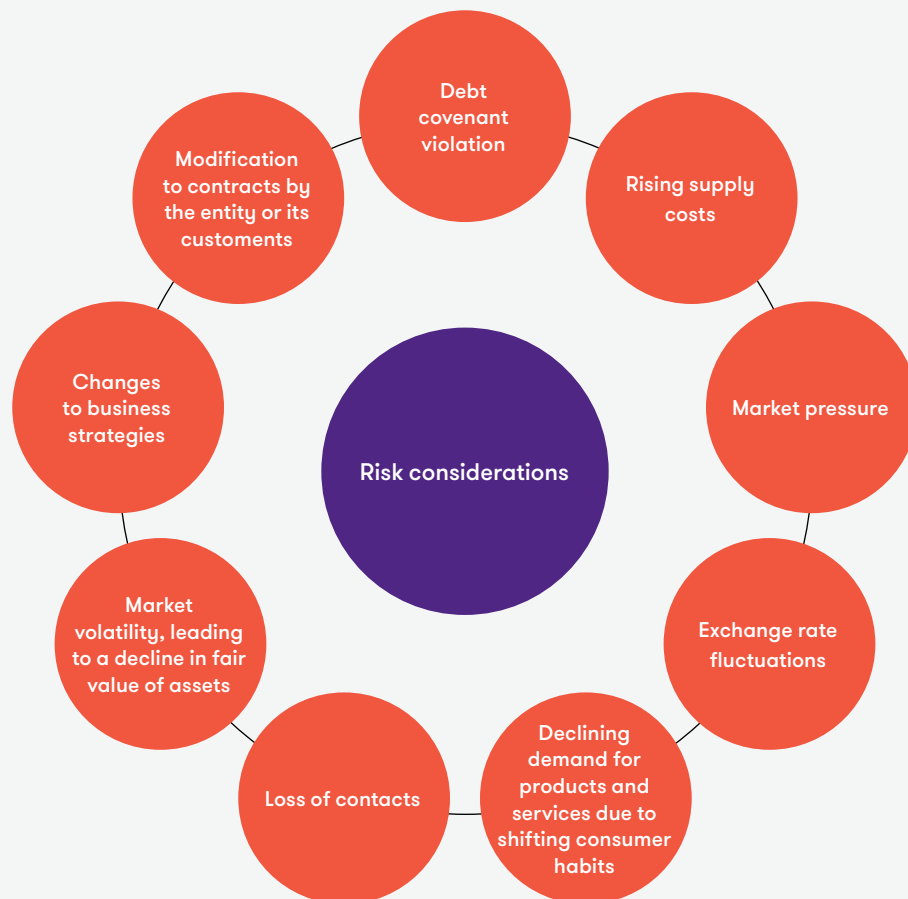 Debt
covenant
violation
Rising supply
costs
Market pressure
Exchange rate
fluctuations
Declining
demand for
products and
services due to
shifting consumer
habits
Loss of contacts
Market
volatility, leading
to a decline in fair
value of assets
Changes
to business
strategies
Modification
to contracts by
the entity or its
customents
Risk considerations